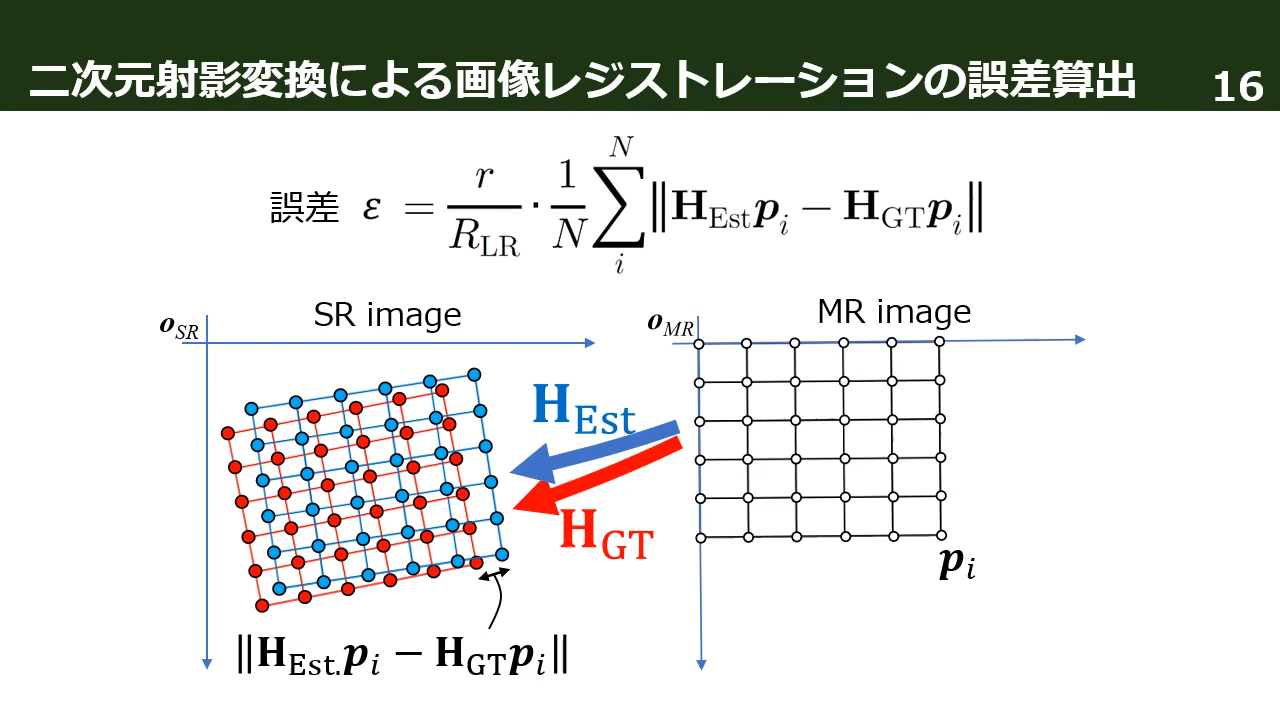 二次元射影変換による画像レジストレーションの誤差算出 16
誤差 ε = r / R_LR · 1/N ∑_i^N ‖H_Est p_i − H_GT p_i‖
SR image
MR image
o_SR
o_MR
H_Est
H_GT
p_i
‖H_Est. p_i − H_GT p_i‖